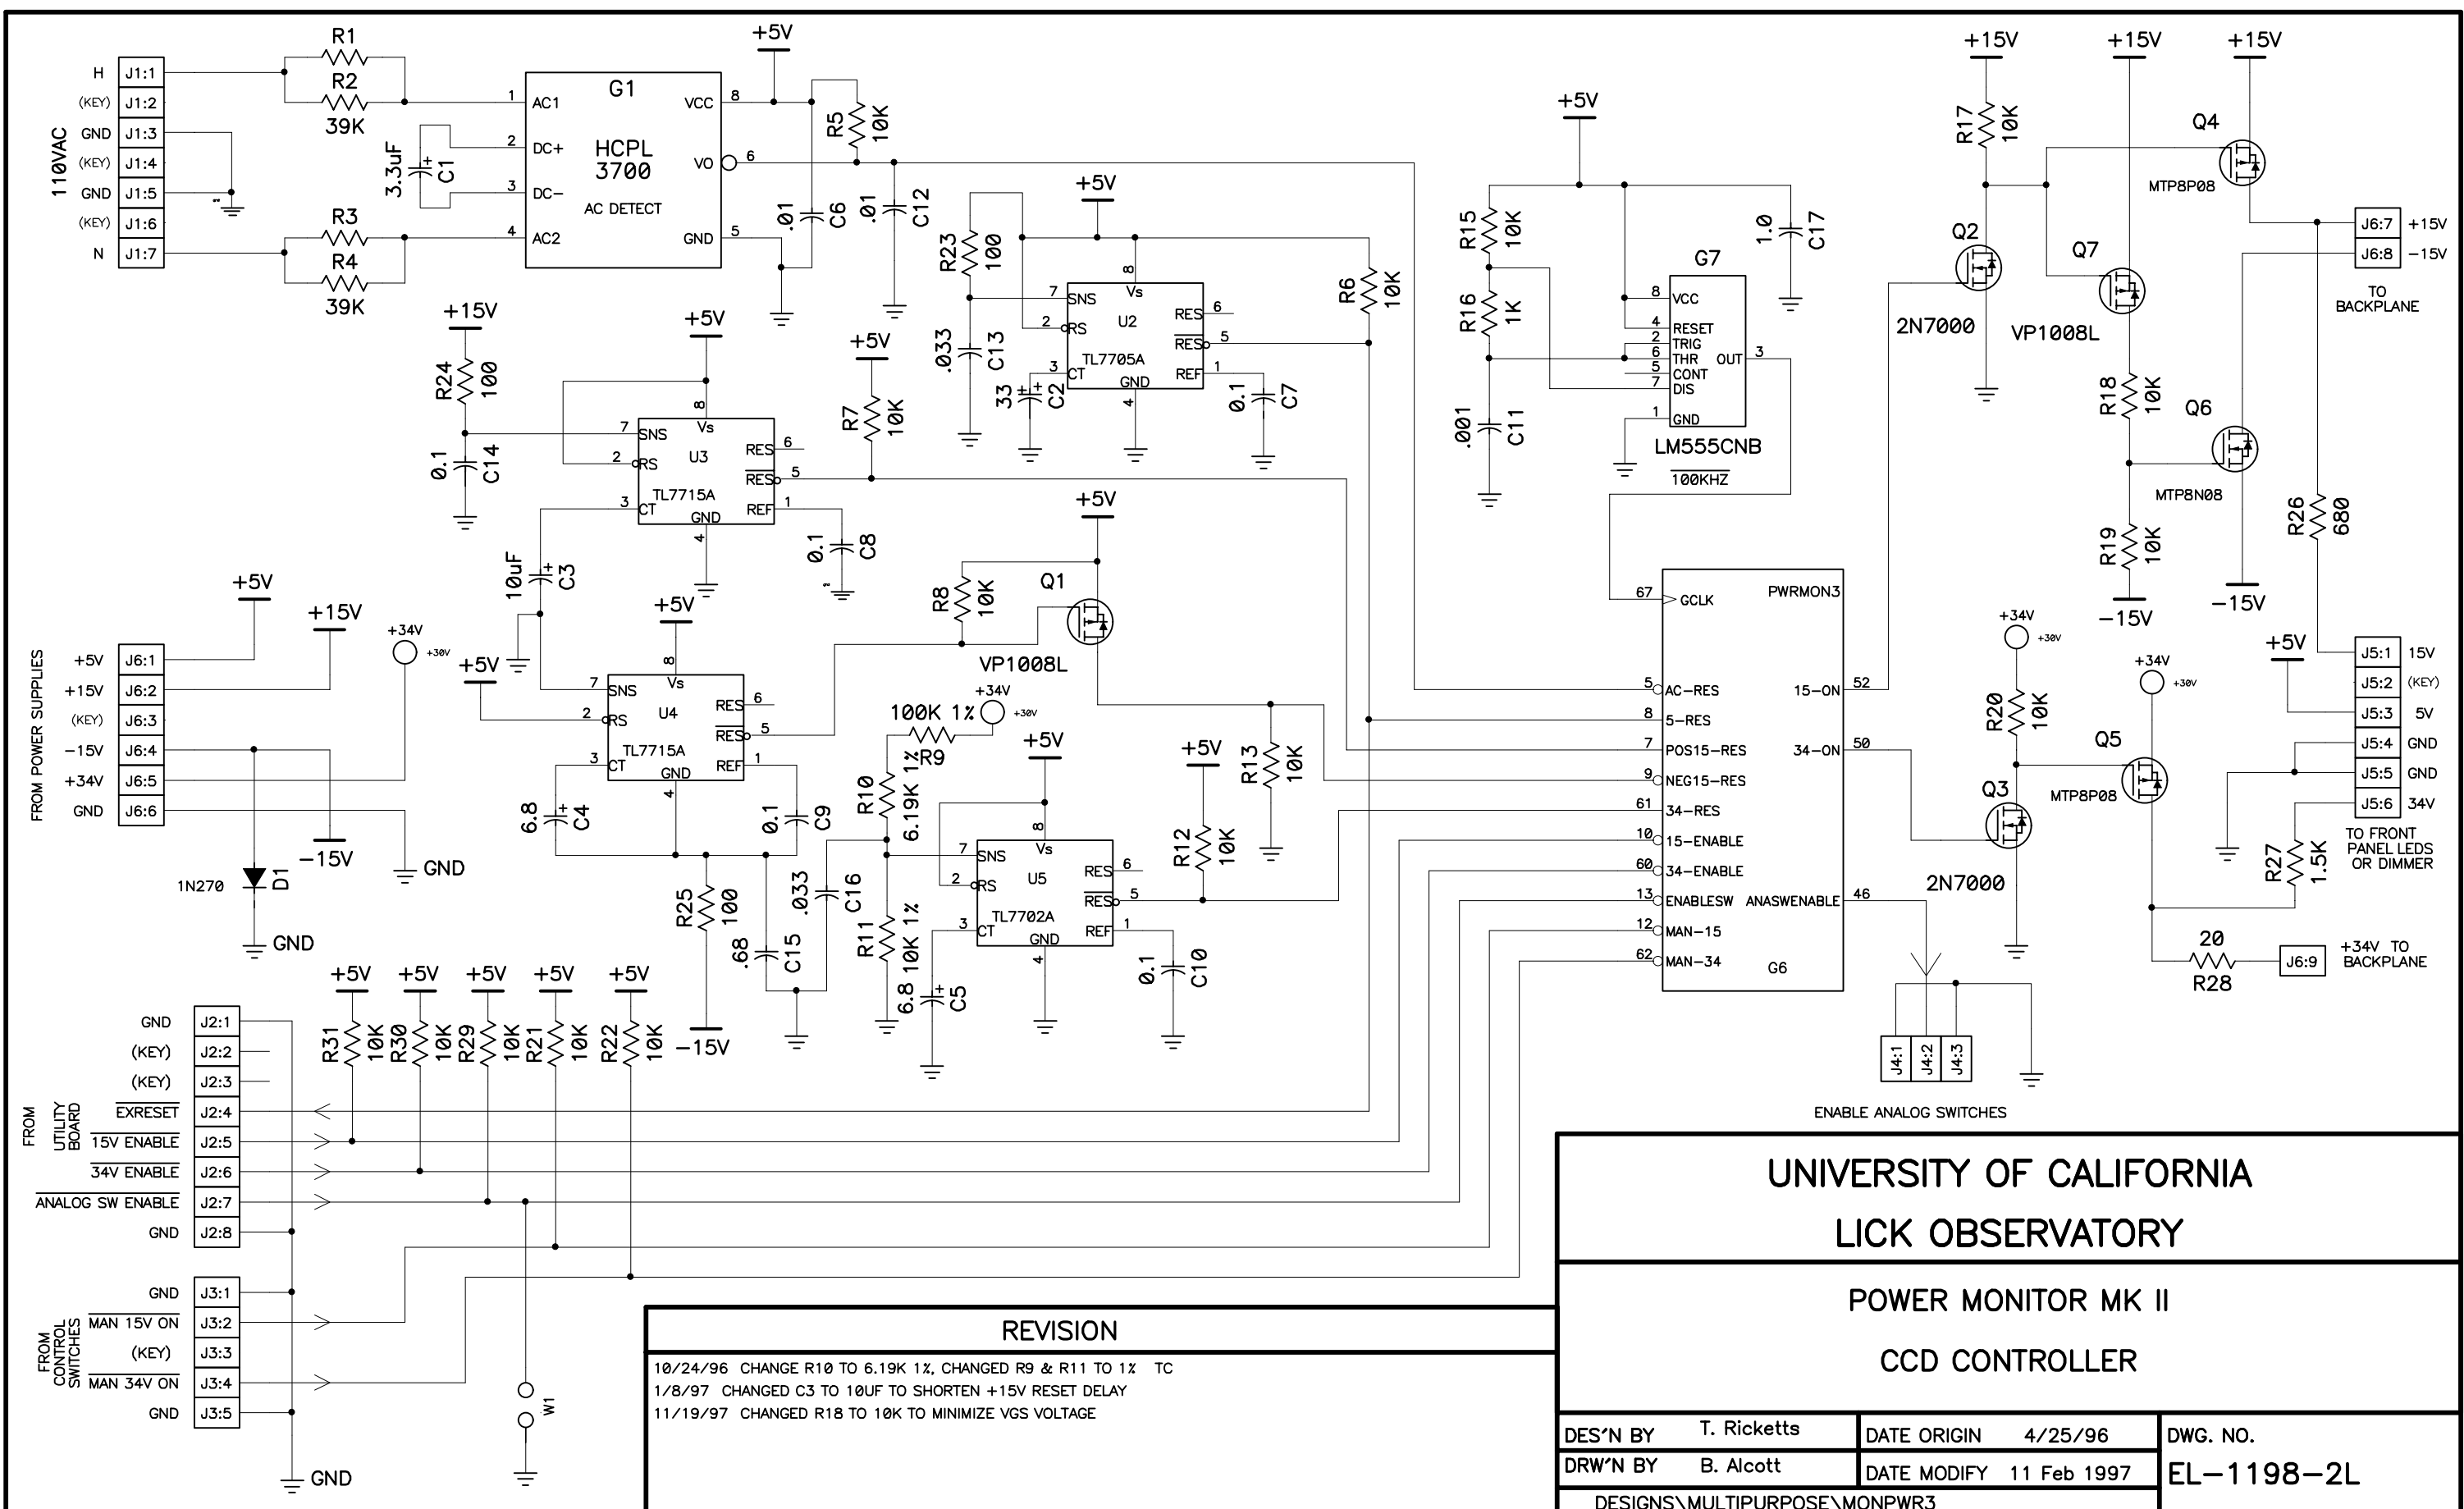 110VAC
H J1:1
(KEY) J1:2
GND J1:3
(KEY) J1:4
GND J1:5
(KEY) J1:6
N J1:7
R1
R2
39K
R3
R4
39K
3.3uF
+
C1
G1
HCPL
3700
AC DETECT
1 AC1
2 DC+
3 DC−
4 AC2
VCC 8
VO 6
GND 5
+5V
R5
10K
.01
C6
.01
C12
+5V
R23
100
.033
C13
7 SNS
2 RS
3 CT
8
Vs
U2
TL7705A
GND
4
RES 6
RES 5
REF 1
33
+
C2
0.1
C7
R6
10K
+15V
R24
100
0.1
C14
+5V
7 SNS
2 RS
3 CT
8
Vs
U3
TL7715A
GND
4
RES 6
RES 5
REF 1
+5V
R7
10K
0.1
C8
10uF
+
C3
+5V
+5V
7 SNS
2 RS
3 CT
8
Vs
U4
TL7715A
GND
4
RES 6
RES 5
REF 1
6.8
+
C4
0.1
C9
R25
100
−15V
.68
C15
+5V
R8
10K
Q1
VP1008L
100K 1%
R9
+34V
+30V
R10
6.19K 1%
R11
10K 1%
.033
C16
+5V
7 SNS
2 RS
3 CT
8
Vs
U5
TL7702A
GND
4
RES 6
RES 5
REF 1
6.8
+
C5
0.1
C10
+5V
R12
10K
R13
10K
+5V
R15
10K
R16
1K
.001
C11
1.0
C17
G7
8 VCC
4 RESET
2 TRIG
6 THR
5 CONT
7 DIS
1 GND
OUT 3
LM555CNB
100KHZ
PWRMON3
67 GCLK
5 AC−RES
8 5−RES
7 POS15−RES
9 NEG15−RES
61 34−RES
10 15−ENABLE
60 34−ENABLE
13 ENABLESW
12 MAN−15
62 MAN−34
15−ON 52
34−ON 50
ANASWENABLE 46
G6
+15V
+15V
+15V
R17
10K
Q2
2N7000
Q7
VP1008L
Q4
MTP8P08
R18
10K
R19
10K
−15V
Q6
MTP8N08
−15V
J6:7 +15V
J6:8 −15V
TO
BACKPLANE
R26
680
+34V
+30V
R20
10K
Q3
2N7000
+34V
+30V
Q5
MTP8P08
+5V
J5:1 15V
J5:2 (KEY)
J5:3 5V
J5:4 GND
J5:5 GND
J5:6 34V
TO FRONT
PANEL LEDS
OR DIMMER
R27
1.5K
20
R28
J6:9
+34V TO
BACKPLANE
J4:1
J4:2
J4:3
ENABLE ANALOG SWITCHES
FROM POWER SUPPLIES
+5V J6:1
+15V J6:2
(KEY) J6:3
−15V J6:4
+34V J6:5
GND J6:6
+5V
+15V
+34V
+30V
−15V
GND
1N270
D1
GND
FROM
UTILITY
BOARD
GND J2:1
(KEY) J2:2
(KEY) J2:3
EXRESET J2:4
15V ENABLE J2:5
34V ENABLE J2:6
ANALOG SW ENABLE J2:7
GND J2:8
+5V +5V +5V +5V +5V
R31 10K
R30 10K
R29 10K
R21 10K
R22 10K
FROM
CONTROL
SWITCHES
GND J3:1
MAN 15V ON J3:2
(KEY) J3:3
MAN 34V ON J3:4
GND J3:5
GND
W1
REVISION
10/24/96 CHANGE R10 TO 6.19K 1%, CHANGED R9 & R11 TO 1% TC
1/8/97 CHANGED C3 TO 10UF TO SHORTEN +15V RESET DELAY
11/19/97 CHANGED R18 TO 10K TO MINIMIZE VGS VOLTAGE
UNIVERSITY OF CALIFORNIA
LICK OBSERVATORY
POWER MONITOR MK II
CCD CONTROLLER
DES'N BY T. Ricketts
DATE ORIGIN 4/25/96
DRW'N BY B. Alcott
DATE MODIFY 11 Feb 1997
DWG. NO.
EL−1198−2L
DESIGNS\MULTIPURPOSE\MONPWR3